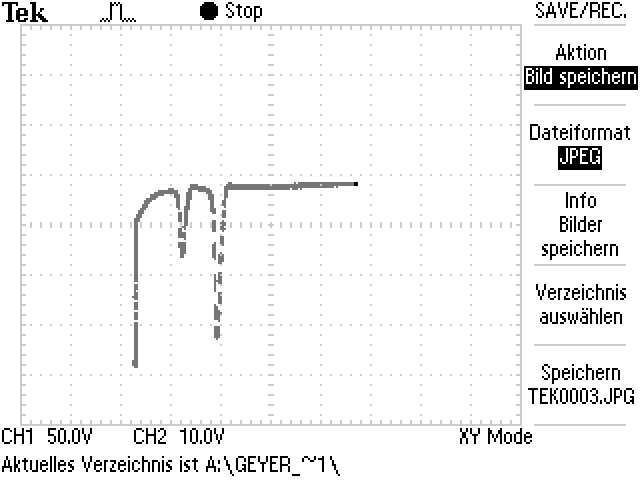 Tek Stop SAVE/REC.
Aktion
Bild speichern
Dateiformat
JPEG
Info
Bilder
speichern
Verzeichnis
auswählen
Speichern
TEK0003.JPG
CH1 50.0V CH2 10.0V XY Mode
Aktuelles Verzeichnis ist A:\GEYER_~1\